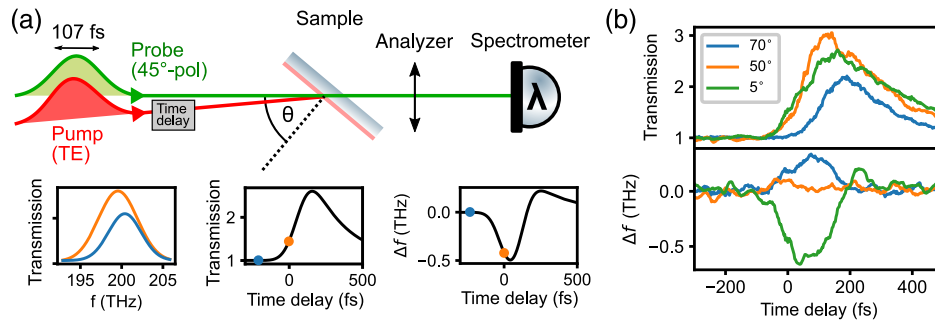 (a)
107 fs
Probe
(45°-pol)
Pump
(TE)
Time
delay
θ
Sample
Analyzer
Spectrometer
λ
Transmission
195
200
205
f (THz)
Transmission
2
1
0
500
Time delay (fs)
Δf (THz)
0.0
−0.5
0
500
Time delay (fs)
(b)
Transmission
3
2
1
70°
50°
5°
Δf (THz)
0.0
−0.5
−200
0
200
400
Time delay (fs)